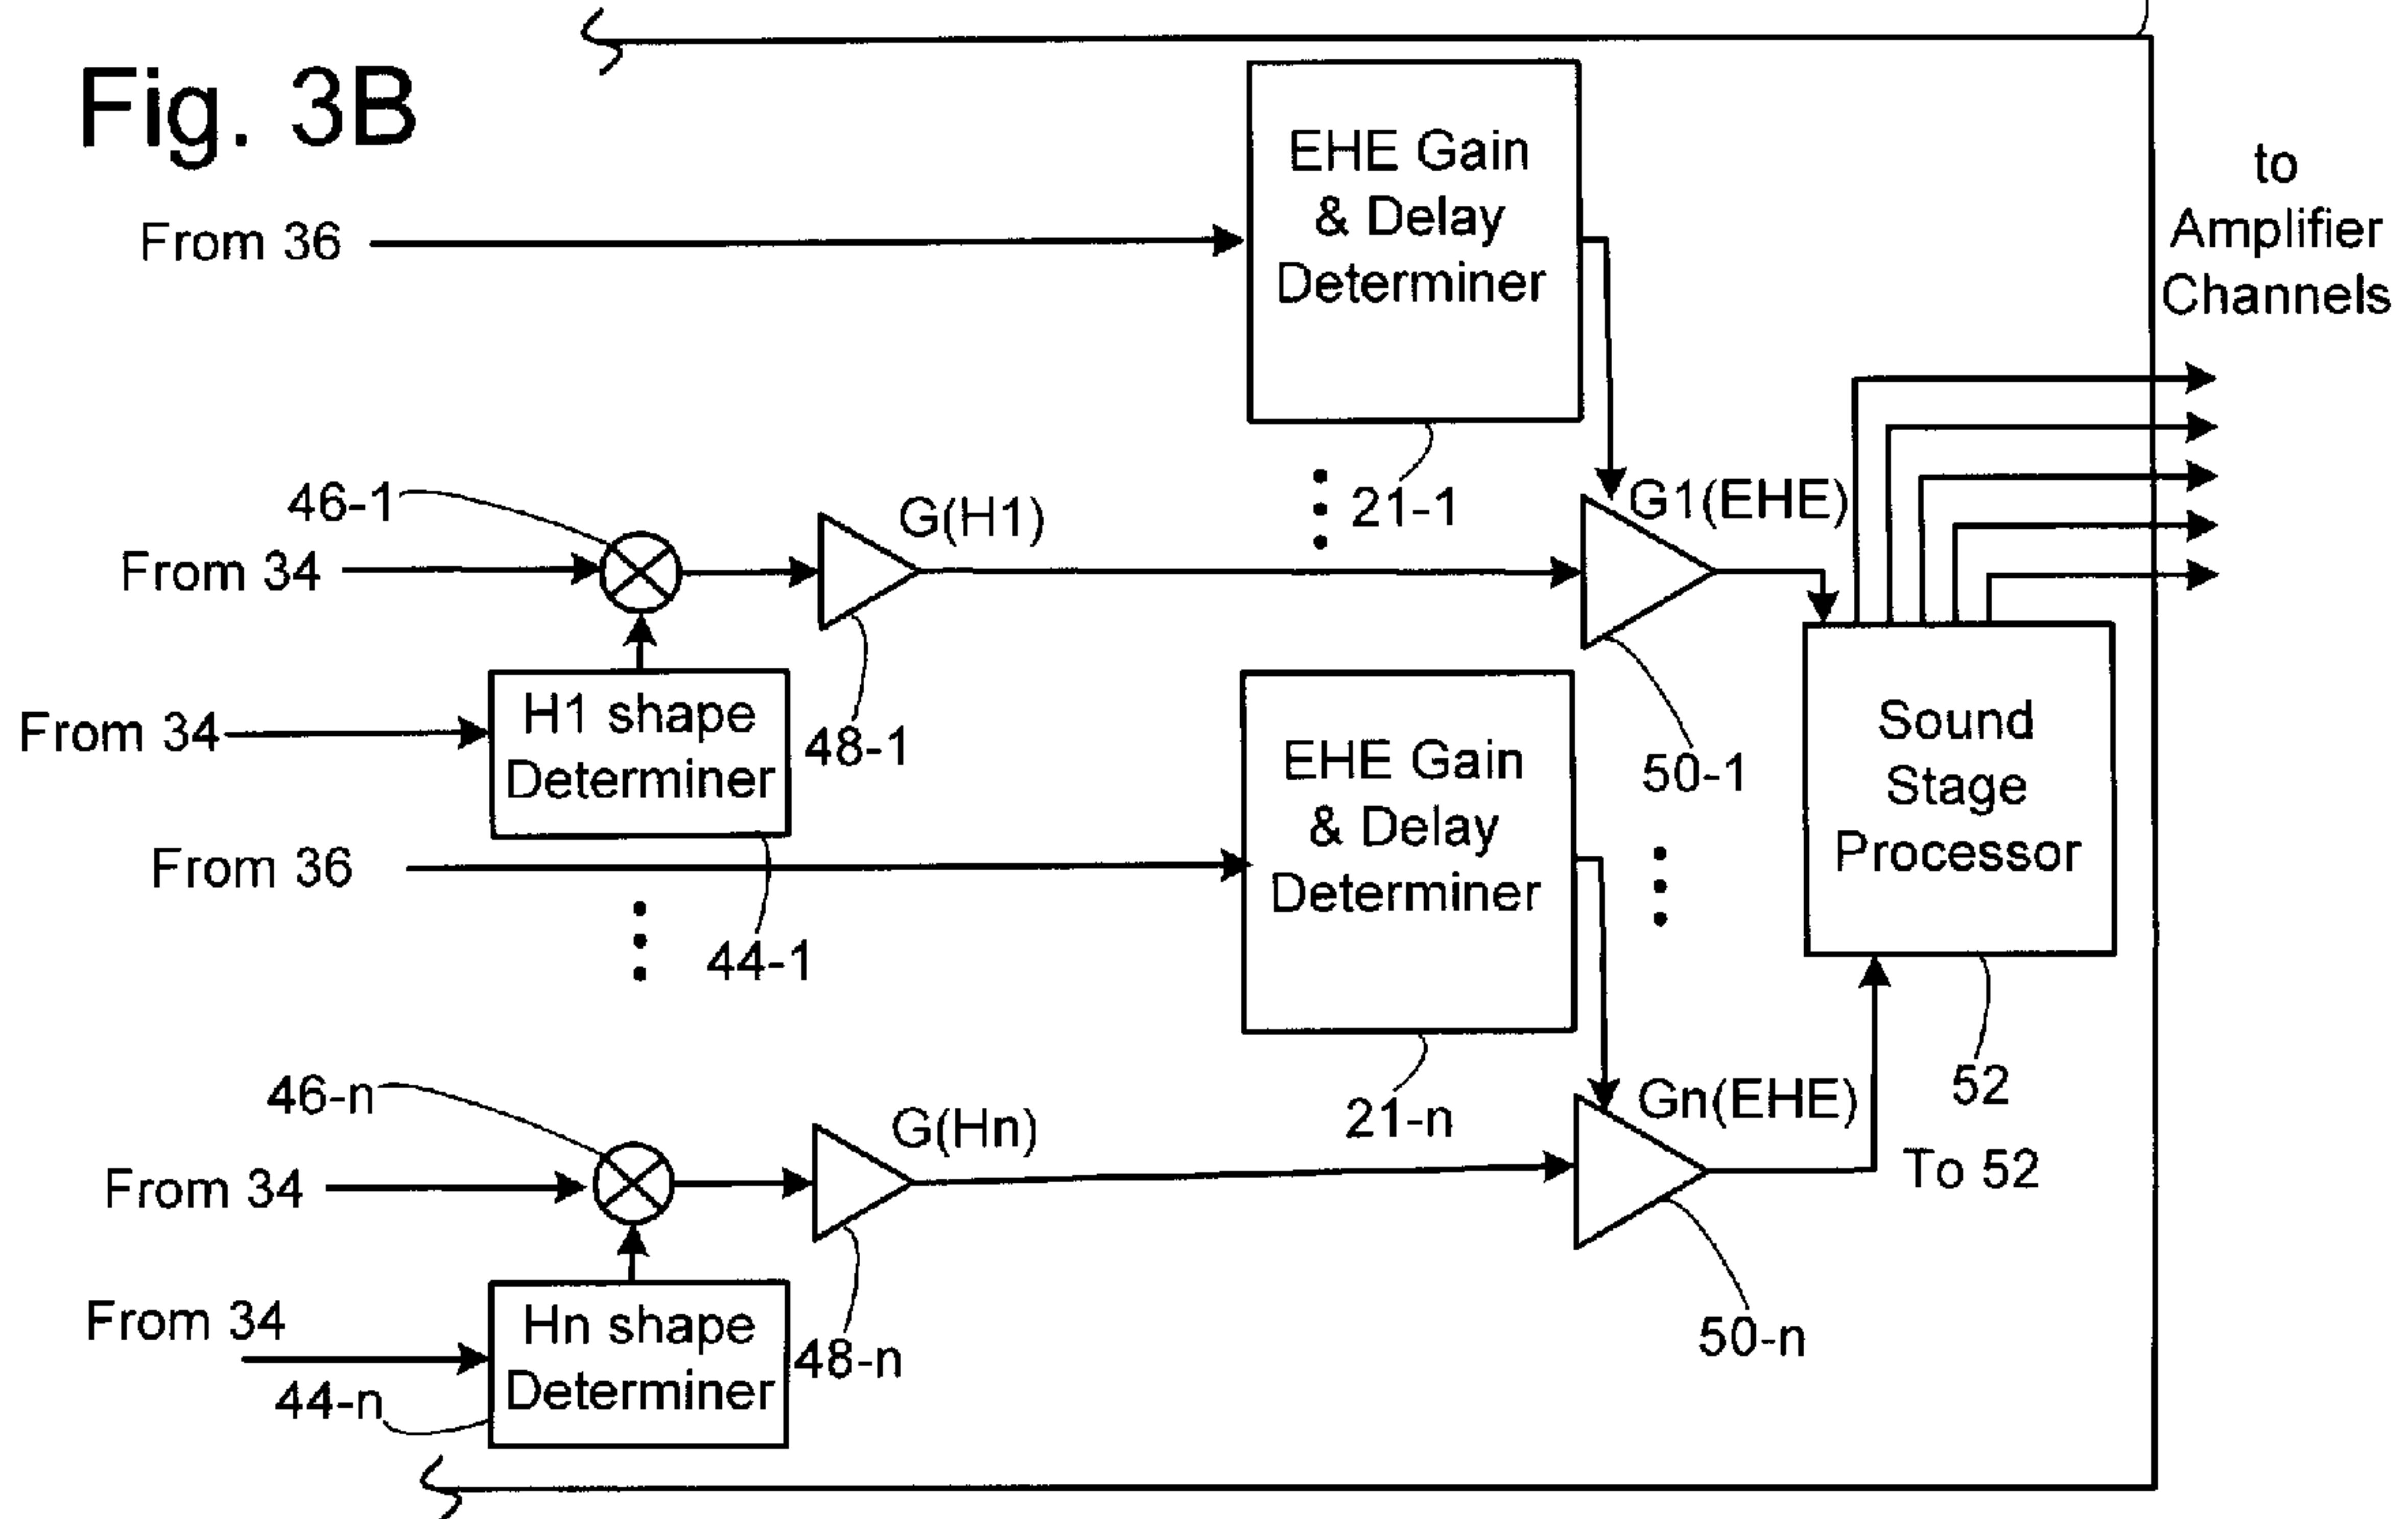 Fig. 3B
EHE Gain
& Delay
Determiner
to
Amplifier
Channels
From 36
46-1
G(H1)
21-1
G1(EHE)
From 34
H1 shape
Determiner
From 34
48-1
EHE Gain
& Delay
Determiner
50-1
Sound
Stage
Processor
From 36
44-1
46-n
G(Hn)
21-n
Gn(EHE)
52
From 34
To 52
Hn shape
Determiner
From 34
44-n
48-n
50-n